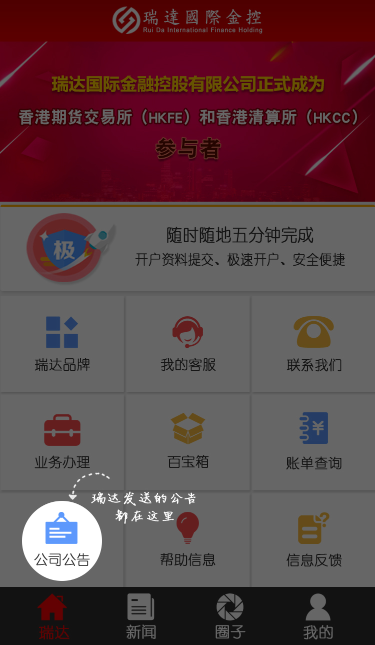 瑞達國際金控
Rui Da International Finance Holding
瑞达国际金融控股有限公司正式成为
香港期货交易所（HKFE）和香港清算所（HKCC）
参与者
极
随时随地五分钟完成
开户资料提交、极速开户、安全便捷
瑞达品牌
我的客服
联系我们
业务办理
百宝箱
账单查询
瑞达发送的公告
都在这里
公司公告
帮助信息
信息反馈
瑞达
新闻
圈子
我的